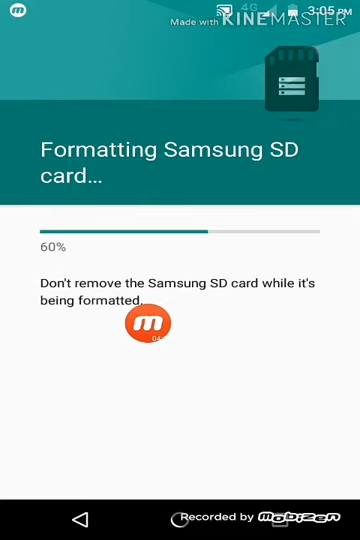 4G 3:05 PM
Made with KINEMASTER
Formatting Samsung SD
card…
60%
Don't remove the Samsung SD card while it's
being formatted.
Recorded by mobizen